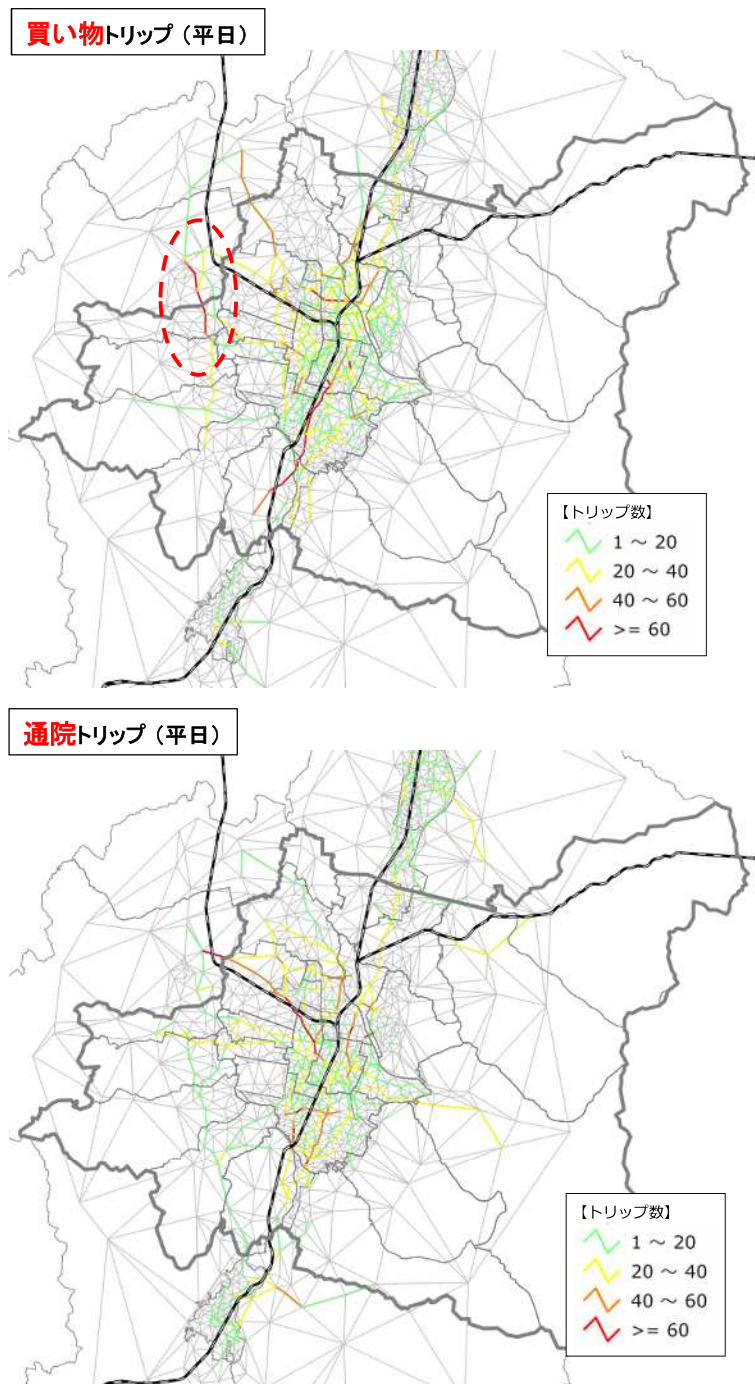 買い物トリップ（平日）
【トリップ数】
1 ～ 20
20 ～ 40
40 ～ 60
>= 60
通院トリップ（平日）
【トリップ数】
1 ～ 20
20 ～ 40
40 ～ 60
>= 60